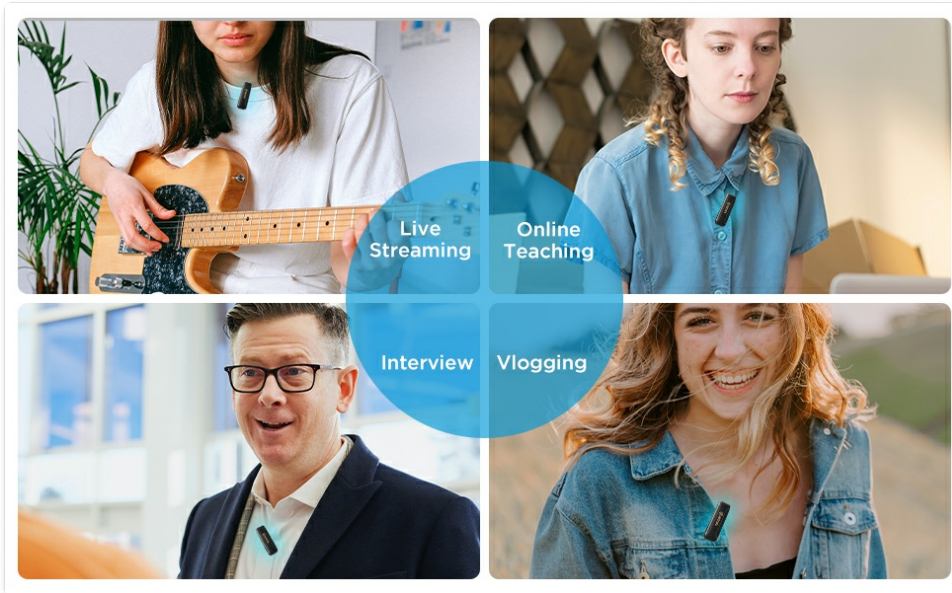 Live
Streaming
Online
Teaching
Interview
Vlogging